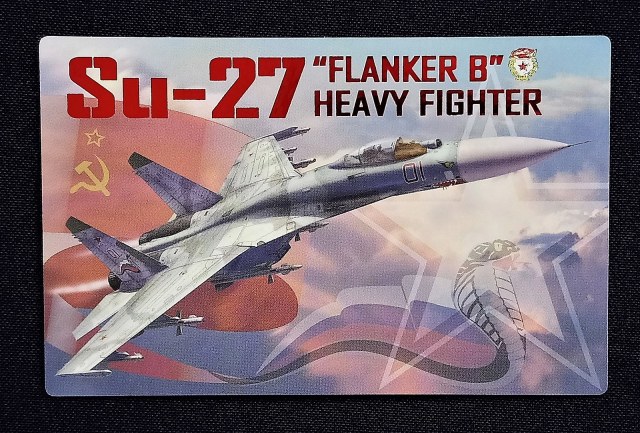 Su-27
"FLANKER B"
HEAVY FIGHTER
01